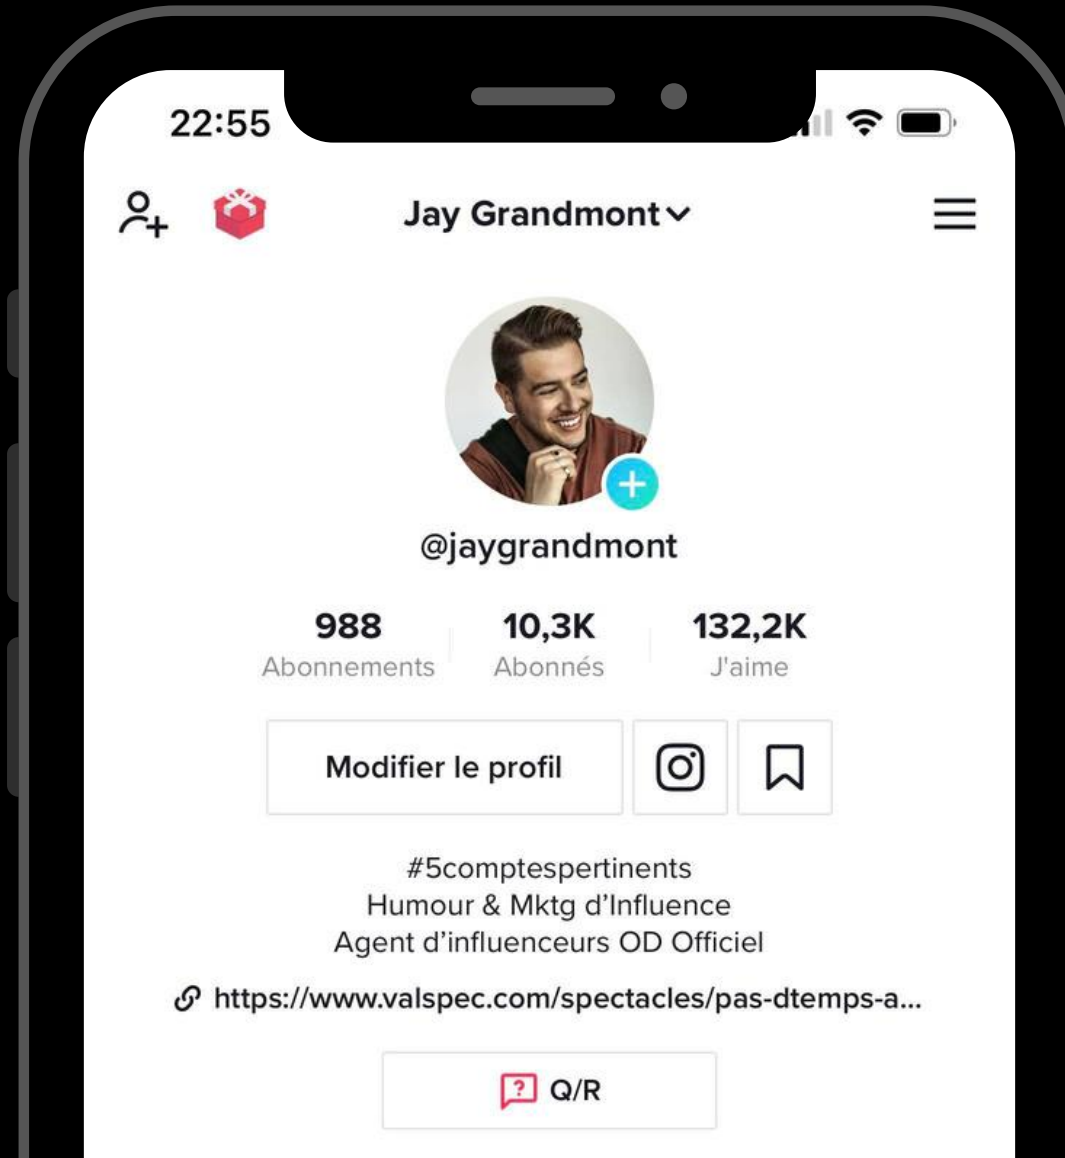 22:55
Jay Grandmont
@jaygrandmont
988 10,3K 132,2K
Abonnements Abonnés J'aime
Modifier le profil
#5comptespertinents
Humour & Mktg d’Influence
Agent d’influenceurs OD Officiel
https://www.valspec.com/spectacles/pas-dtemps-a...
? Q/R